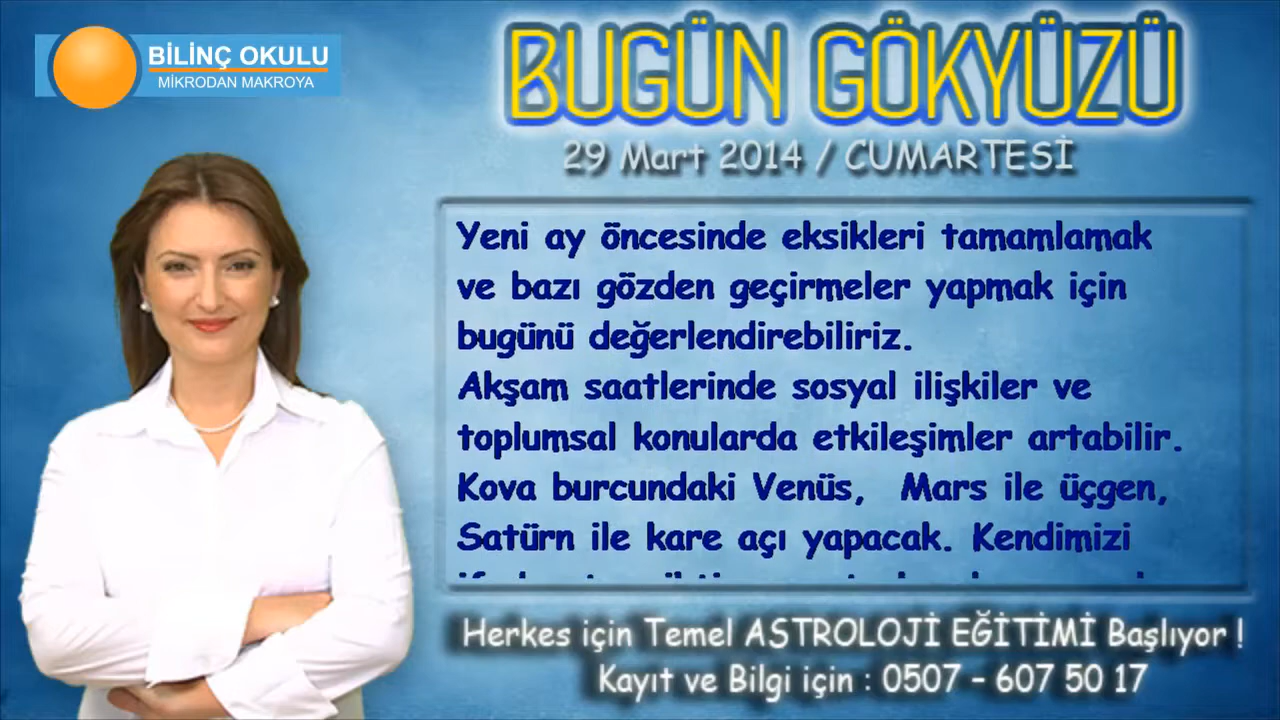 BİLİNÇ OKULU
MİKRODAN MAKROYA
BUGÜN GÖKYÜZÜ
29 Mart 2014 / CUMARTESİ
Yeni ay öncesinde eksikleri tamamlamak
ve bazı gözden geçirmeler yapmak için
bugünü değerlendirebiliriz.
Akşam saatlerinde sosyal ilişkiler ve
toplumsal konularda etkileşimler artabilir.
Kova burcundaki Venüs, Mars ile üçgen,
Satürn ile kare açı yapacak. Kendimizi
Herkes için Temel ASTROLOJİ EĞİTİMİ Başlıyor !
Kayıt ve Bilgi için : 0507 – 607 50 17